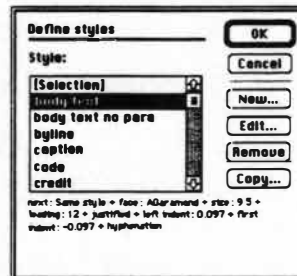 Define styles
OK
Style:
Cancel
[Selection]
body text
New...
body text no para
Edit...
byline
Remove
caption
code
Copy...
credit
next: Same style + face: AGaramond + size: 9.5 +
leading: 12 + justified + left indent: 0.097 + first
indent: -0.097 + hyphenation